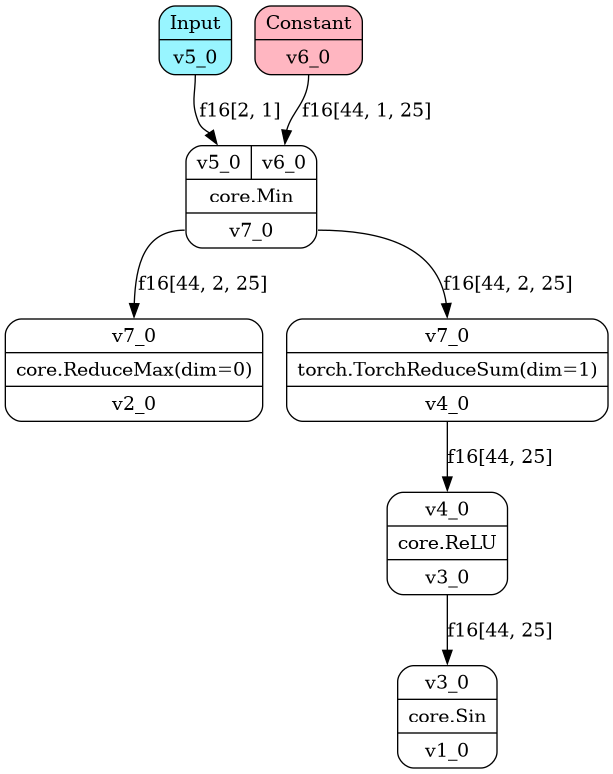 Input
v5_0
Constant
v6_0
f16[2, 1]
f16[44, 1, 25]
v5_0
v6_0
core.Min
v7_0
f16[44, 2, 25]
f16[44, 2, 25]
v7_0
core.ReduceMax(dim=0)
v2_0
v7_0
torch.TorchReduceSum(dim=1)
v4_0
f16[44, 25]
v4_0
core.ReLU
v3_0
f16[44, 25]
v3_0
core.Sin
v1_0